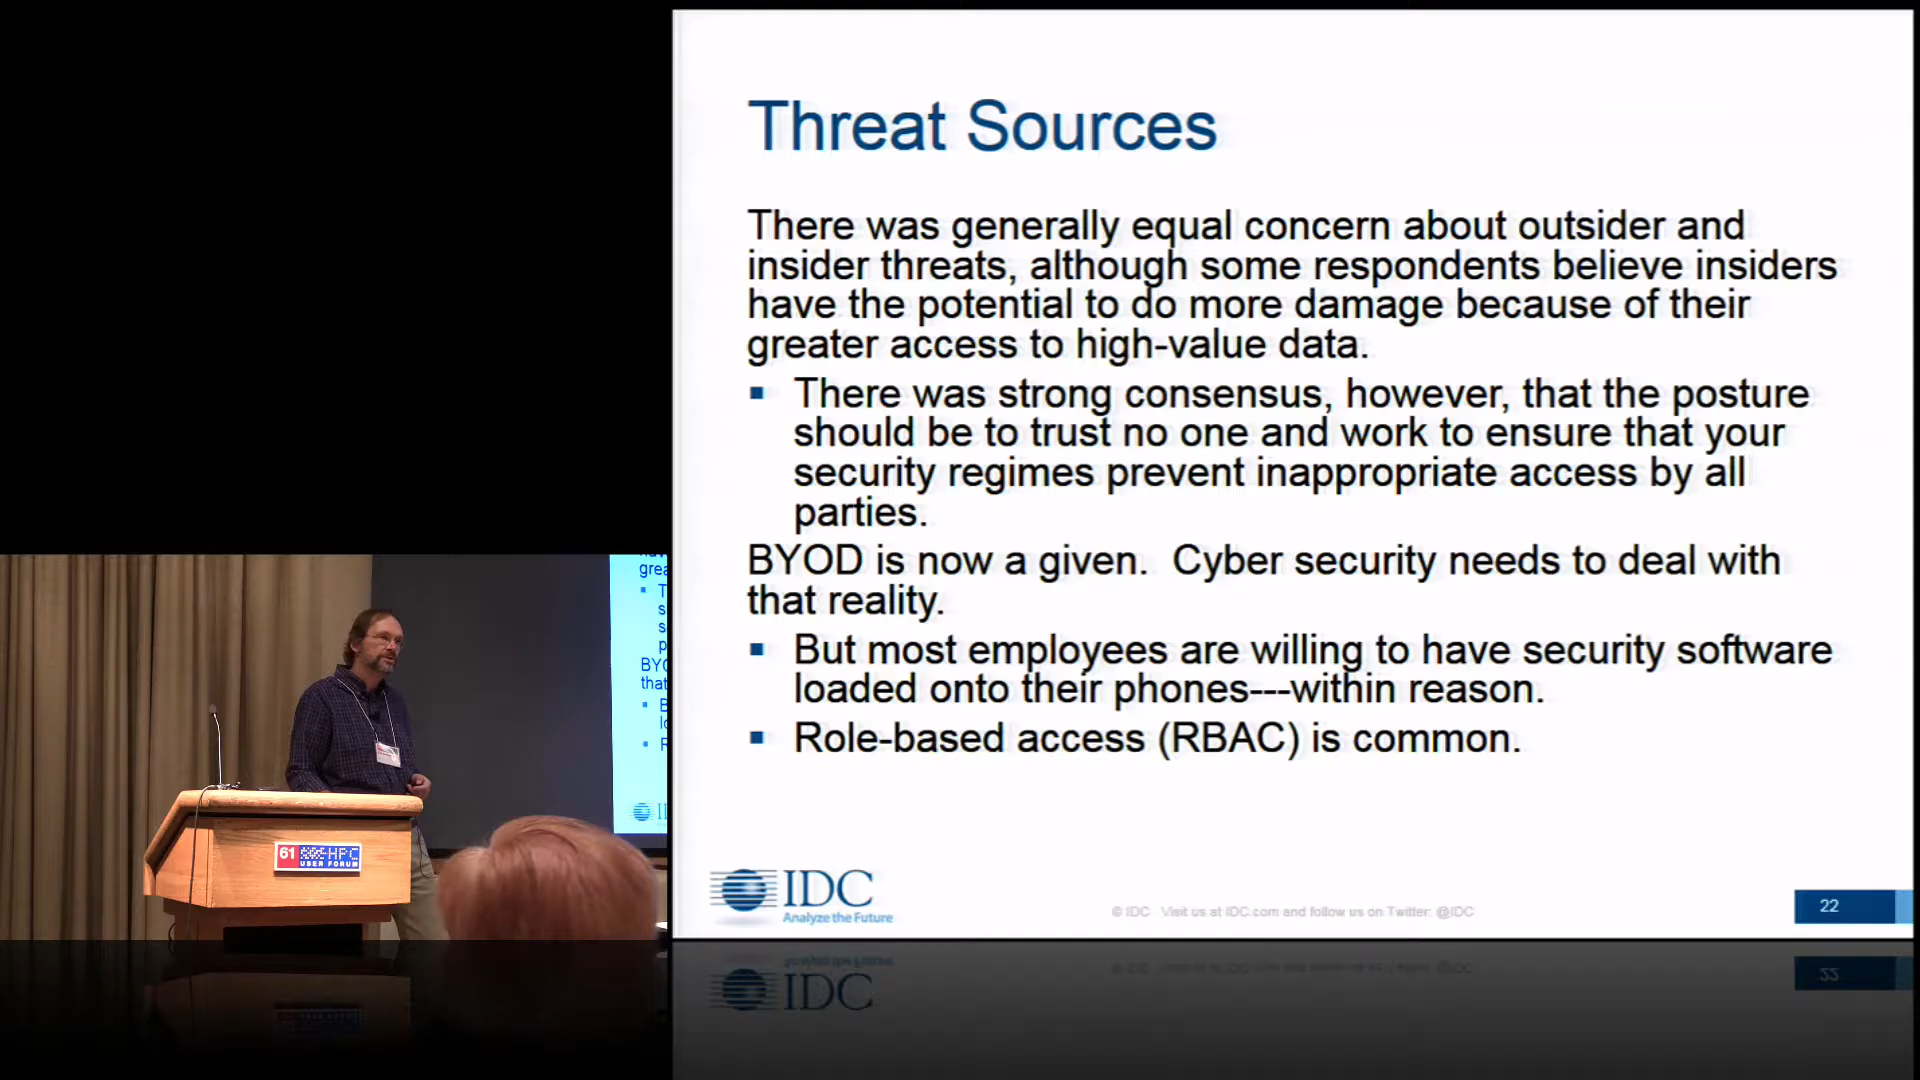 Threat Sources
There was generally equal concern about outsider and
insider threats, although some respondents believe insiders
have the potential to do more damage because of their
greater access to high-value data.
There was strong consensus, however, that the posture
should be to trust no one and work to ensure that your
security regimes prevent inappropriate access by all
parties.
BYOD is now a given.  Cyber security needs to deal with
that reality.
But most employees are willing to have security software
loaded onto their phones---within reason.
Role-based access (RBAC) is common.
IDC
Analyze the Future
© IDC  Visit us at IDC.com and follow us on Twitter: @IDC
22
61 HPC
USER FORUM
grea
T
s
s
p
BYO
that